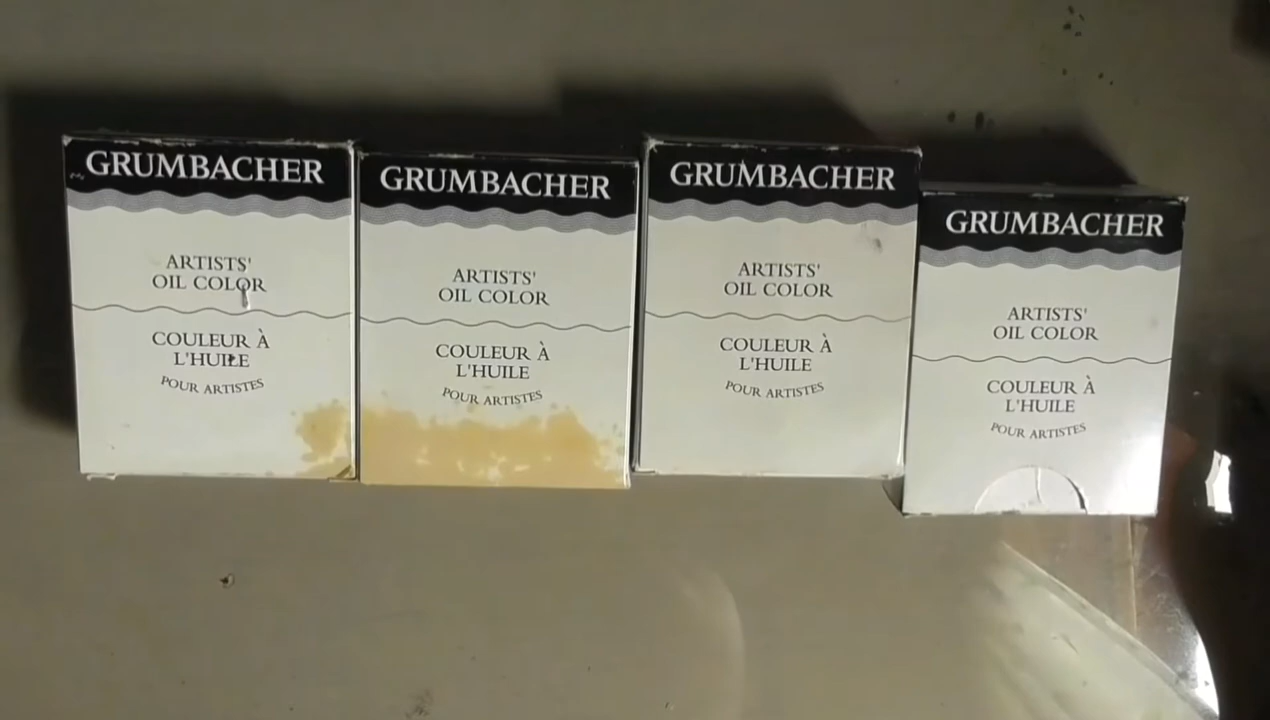 GRUMBACHER
ARTISTS'
OIL COLOR
COULEUR À
L'HUILE
POUR ARTISTES
GRUMBACHER
ARTISTS'
OIL COLOR
COULEUR À
L'HUILE
POUR ARTISTES
GRUMBACHER
ARTISTS'
OIL COLOR
COULEUR À
L'HUILE
POUR ARTISTES
GRUMBACHER
ARTISTS'
OIL COLOR
COULEUR À
L'HUILE
POUR ARTISTES